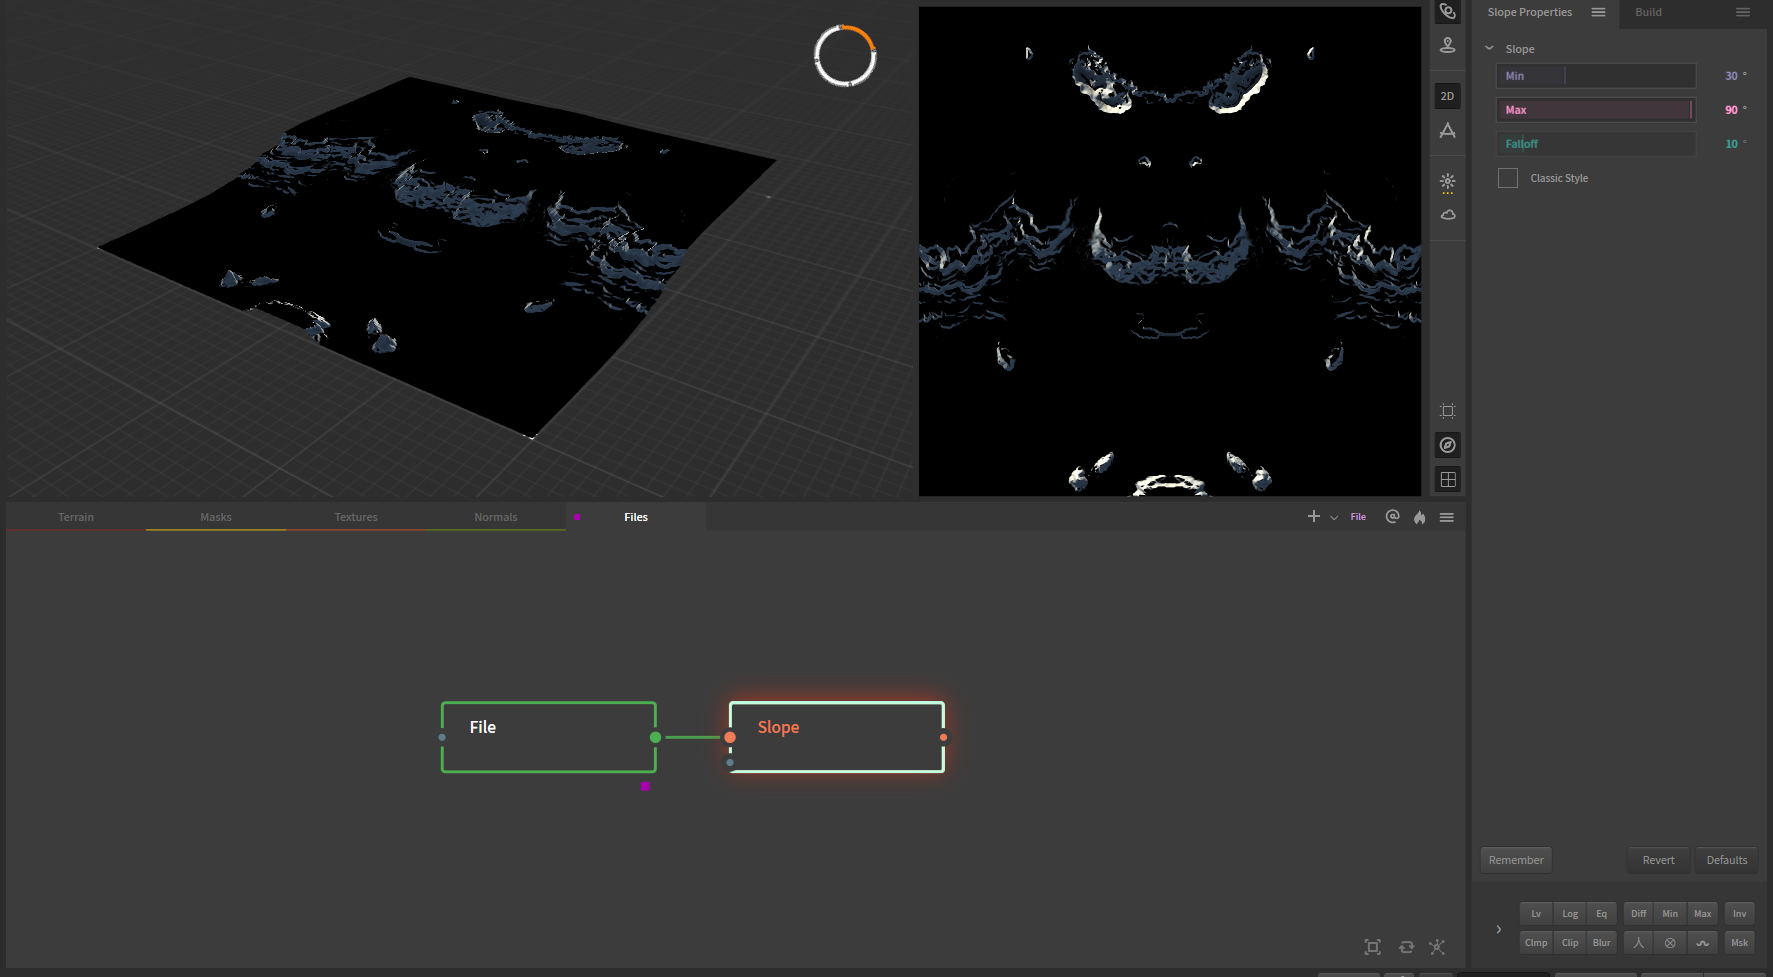 Slope Properties
Build
Slope
Min 30 °
Max 90 °
Falloff 10 °
Classic Style
2D
Terrain Masks Textures Normals Files
File
File
Slope
Remember Revert Defaults
Lv Log Eq Diff Min Max Inv
Clmp Clip Blur Msk